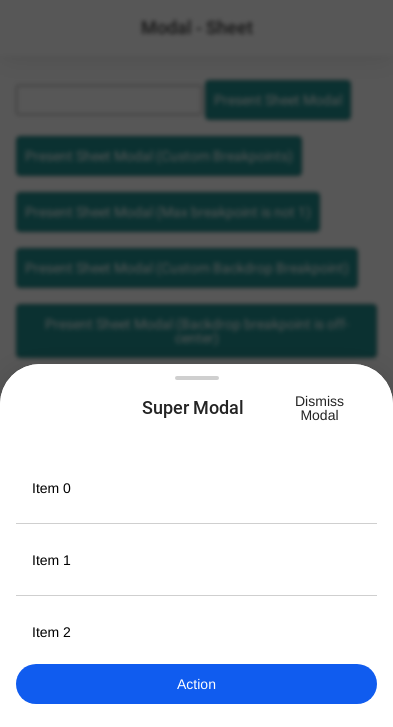 Modal - Sheet
Present Sheet Modal
Present Sheet Modal (Custom Breakpoints)
Present Sheet Modal (Max breakpoint is not 1)
Present Sheet Modal (Custom Backdrop Breakpoint)
Present Sheet Modal (Backdrop breakpoint is off-
center)
Super Modal
Dismiss
Modal
Item 0
Item 1
Item 2
Action